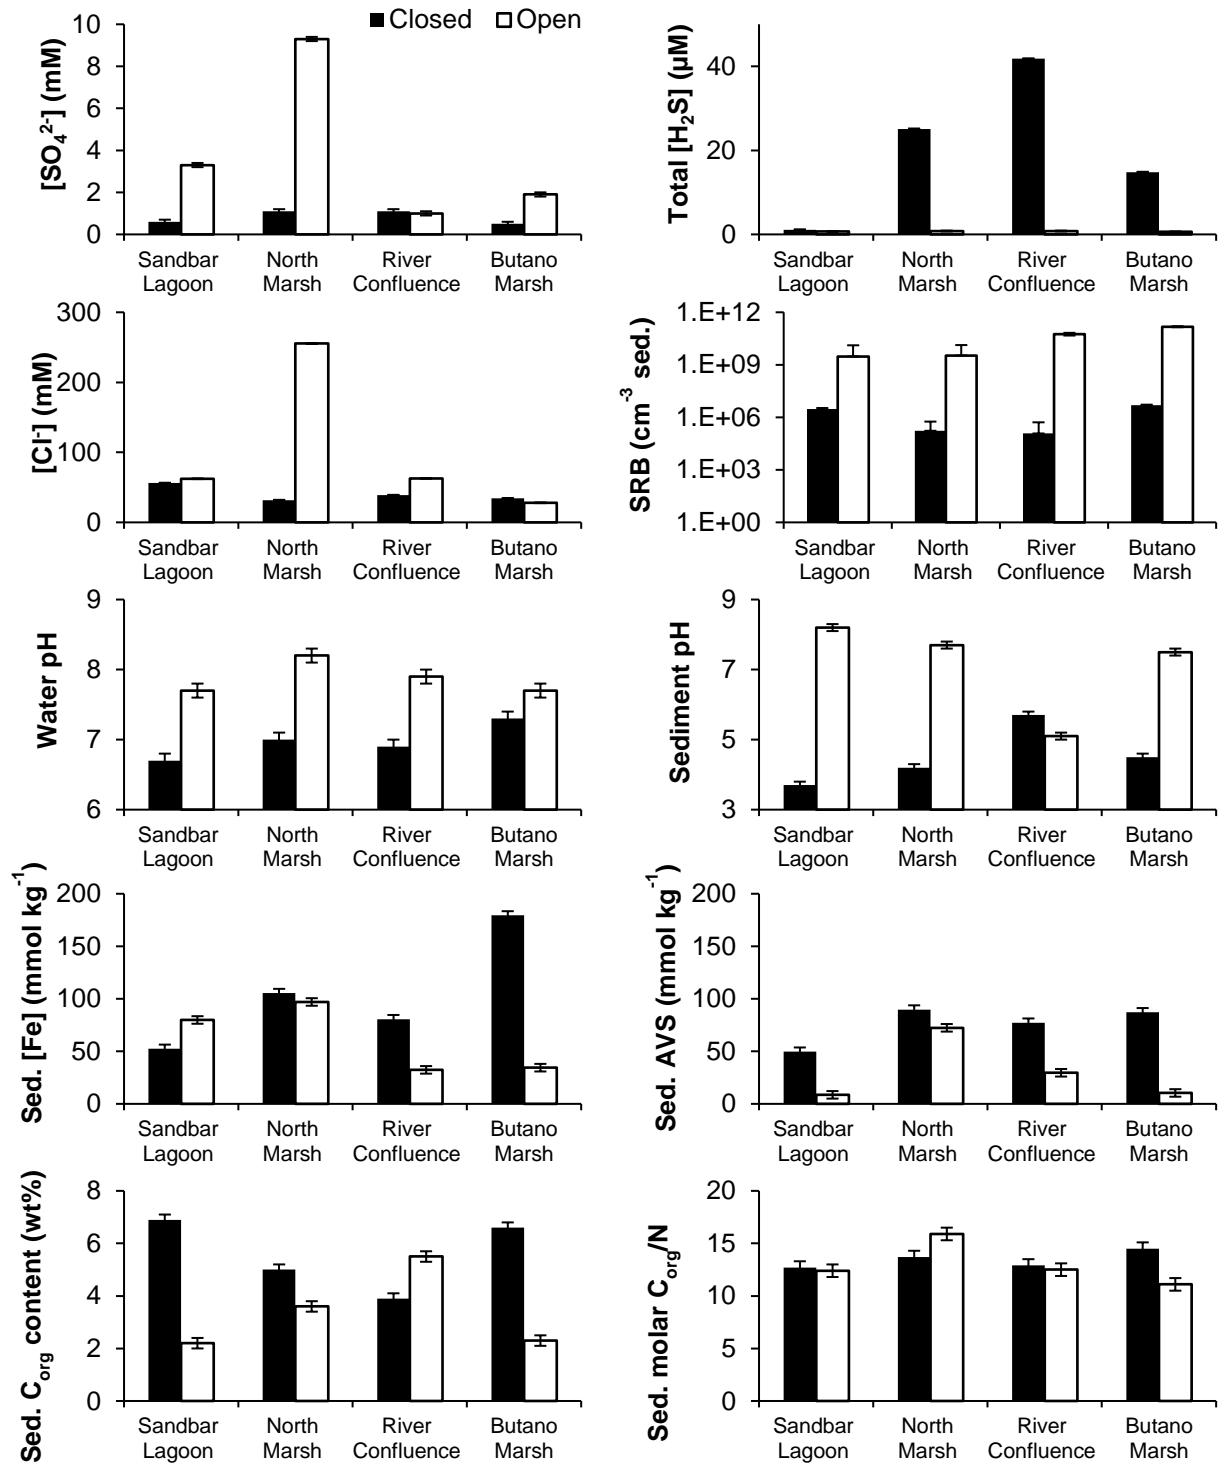 Closed Open
[SO₄²⁻] (mM)
10
8
6
4
2
0
Sandbar Lagoon
North Marsh
River Confluence
Butano Marsh
Total [H₂S] (µM)
40
20
0
Sandbar Lagoon
North Marsh
River Confluence
Butano Marsh
[Cl⁻] (mM)
300
200
100
0
Sandbar Lagoon
North Marsh
River Confluence
Butano Marsh
SRB (cm⁻³ sed.)
1.E+12
1.E+09
1.E+06
1.E+03
1.E+00
Sandbar Lagoon
North Marsh
River Confluence
Butano Marsh
Water pH
9
8
7
6
Sandbar Lagoon
North Marsh
River Confluence
Butano Marsh
Sediment pH
9
7
5
3
Sandbar Lagoon
North Marsh
River Confluence
Butano Marsh
Sed. [Fe] (mmol kg⁻¹)
200
150
100
50
0
Sandbar Lagoon
North Marsh
River Confluence
Butano Marsh
Sed. AVS (mmol kg⁻¹)
200
150
100
50
0
Sandbar Lagoon
North Marsh
River Confluence
Butano Marsh
Sed. C_org content (wt%)
8
6
4
2
0
Sandbar Lagoon
North Marsh
River Confluence
Butano Marsh
Sed. molar C_org/N
20
15
10
5
0
Sandbar Lagoon
North Marsh
River Confluence
Butano Marsh